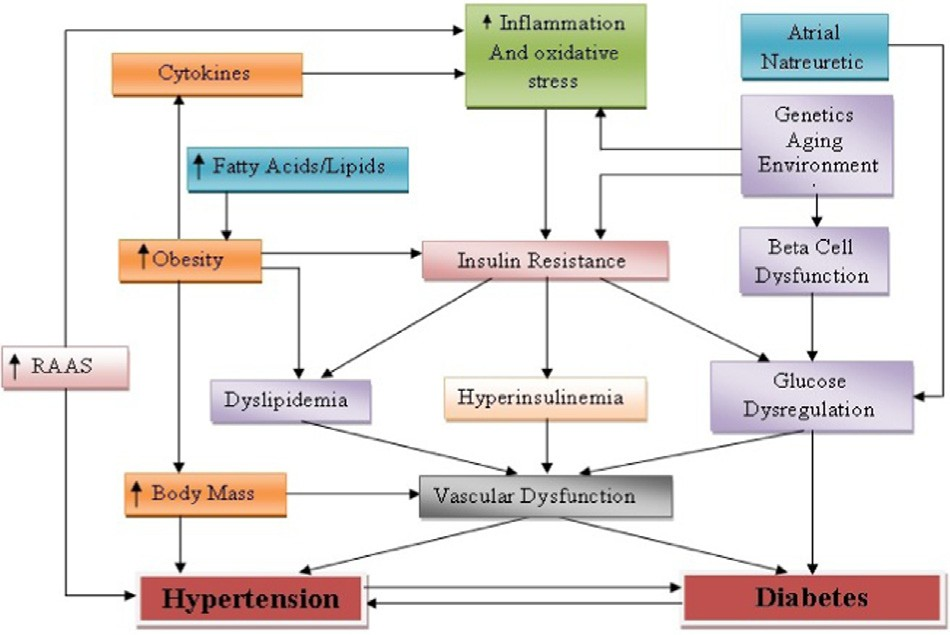 Inflammation
And oxidative
stress
Atrial
Natreuretic
Cytokines
Genetics
Aging
Environment
.
Fatty Acids/Lipids
Obesity
Insulin Resistance
Beta Cell
Dysfunction
RAAS
Dyslipidemia
Hyperinsulinemia
Glucose
Dysregulation
Body Mass
Vascular Dysfunction
Hypertension
Diabetes